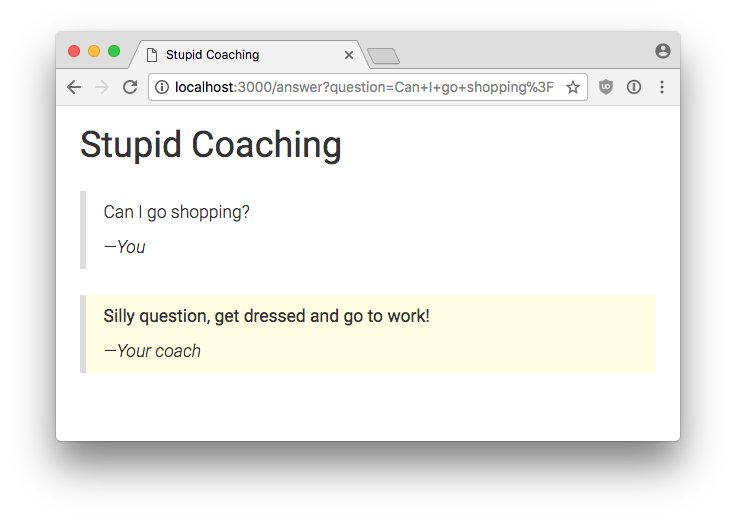 Stupid Coaching
localhost:3000/answer?question=Can+I+go+shopping%3F
Stupid Coaching
Can I go shopping?
—You
Silly question, get dressed and go to work!
—Your coach